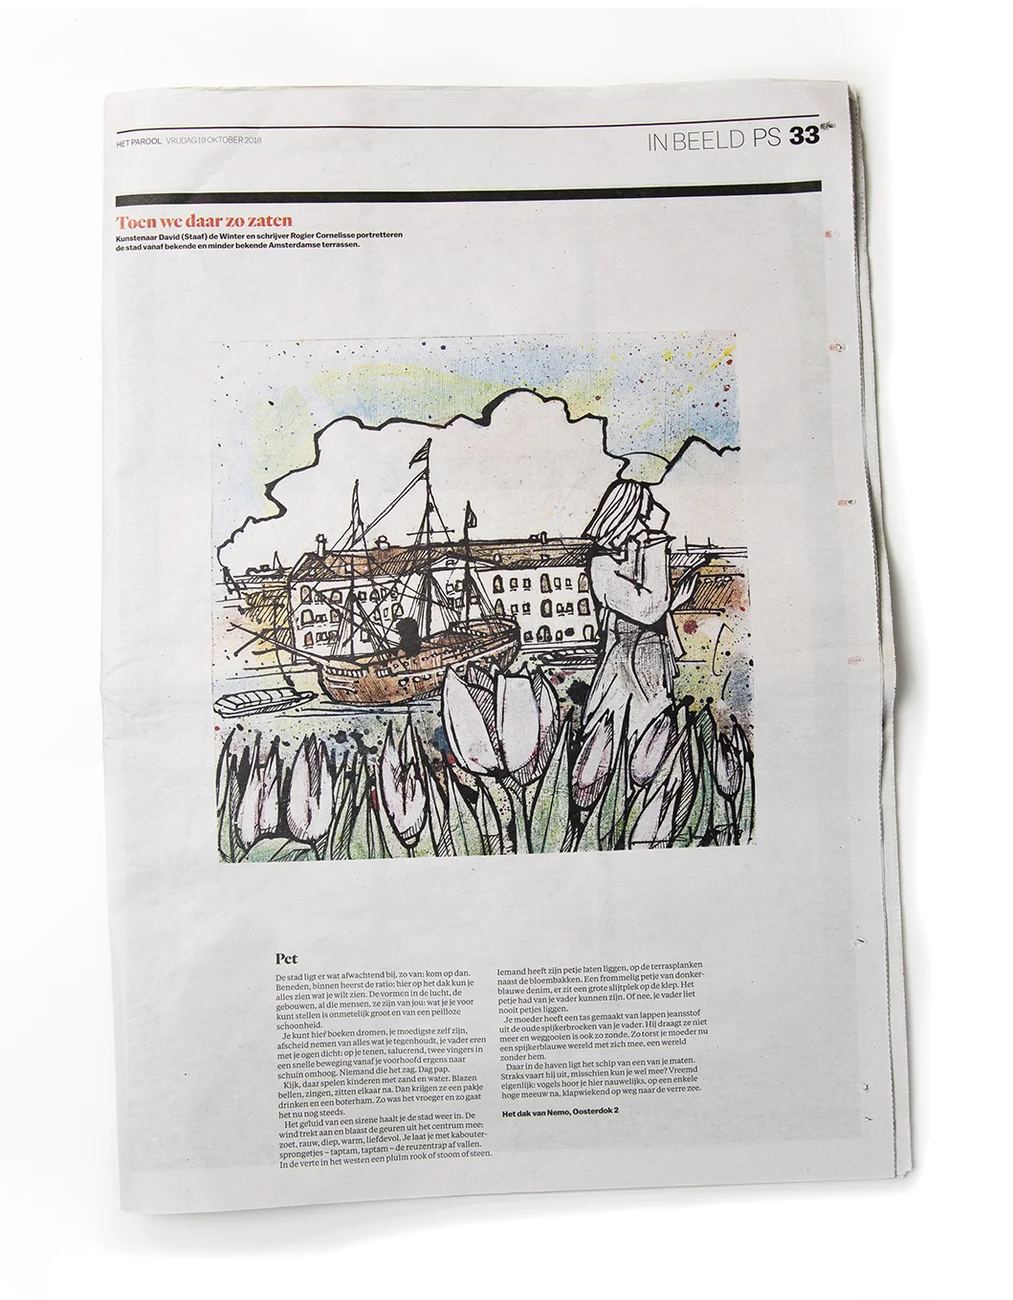 HET PAROOL VRIJDAG 19 OKTOBER 2018
IN BEELD PS 33
Toen we daar zo zaten
Kunstenaar David (Staaf) de Winter en schrijver Rogier Cornelisse portretteren
de stad vanaf bekende en minder bekende Amsterdamse terrassen.
Pet
De stad ligt er wat afwachtend bij, zo van: kom op dan.
Beneden, binnen heerst de ratio; hier op het dak kun je
alles zien wat je wilt zien. De vormen in de lucht, de
gebouwen, al die mensen, ze zijn van jou: wat je je voor
kunt stellen is onmetelijk groot en van een peilloze
schoonheid.
Je kunt hier boeken dromen, je moedigste zelf zijn,
afscheid nemen van alles wat je tegenhoudt, je vader eren
met je ogen dicht: op je tenen, saluerend, twee vingers in
een snelle beweging vanaf je voorhoofd ergens naar
schuin omhoog. Niemand die het zag. Dag pap.
Kijk, daar spelen kinderen met zand en water. Blazen
bellen, zingen, zitten elkaar na. Dan krijgen ze een pakje
drinken en een boterham. Zo was het vroeger en zo gaat
het nu nog steeds.
Het geluid van een sirene haalt je de stad weer in. De
wind trekt aan en blaast de geuren uit het centrum mee:
zoet, rauw, diep, warm, liefdevol. Je laat je met kabouter-
sprongetjes – taptam, taptam – de reuzentrap af vallen.
In de verte in het westen een pluim rook of stoom of steen.
Iemand heeft zijn petje laten liggen, op de terrasplanken
naast de bloembakken. Een frommelig petje van donker-
blauwe denim, er zit een grote slijtplek op de klep. Het
petje had van je vader kunnen zijn. Of nee, je vader liet
nooit petjes liggen.
Je moeder heeft een tas gemaakt van lappen jeansstof
uit de oude spijkerbroeken van je vader. Hij draagt ze niet
meer en weggooien is ook zo zonde. Zo torst je moeder nu
een spijkerblauwe wereld met zich mee, een wereld
zonder hem.
Daar in de haven ligt het schip van een van je maten.
Straks vaart hij uit, misschien kun je wel mee? Vreemd
eigenlijk: vogels hoor je hier nauwelijks, op een enkele
hoge meeuw na, klapwiekend op weg naar de verre zee.
Het dak van Nemo, Oosterdok 2